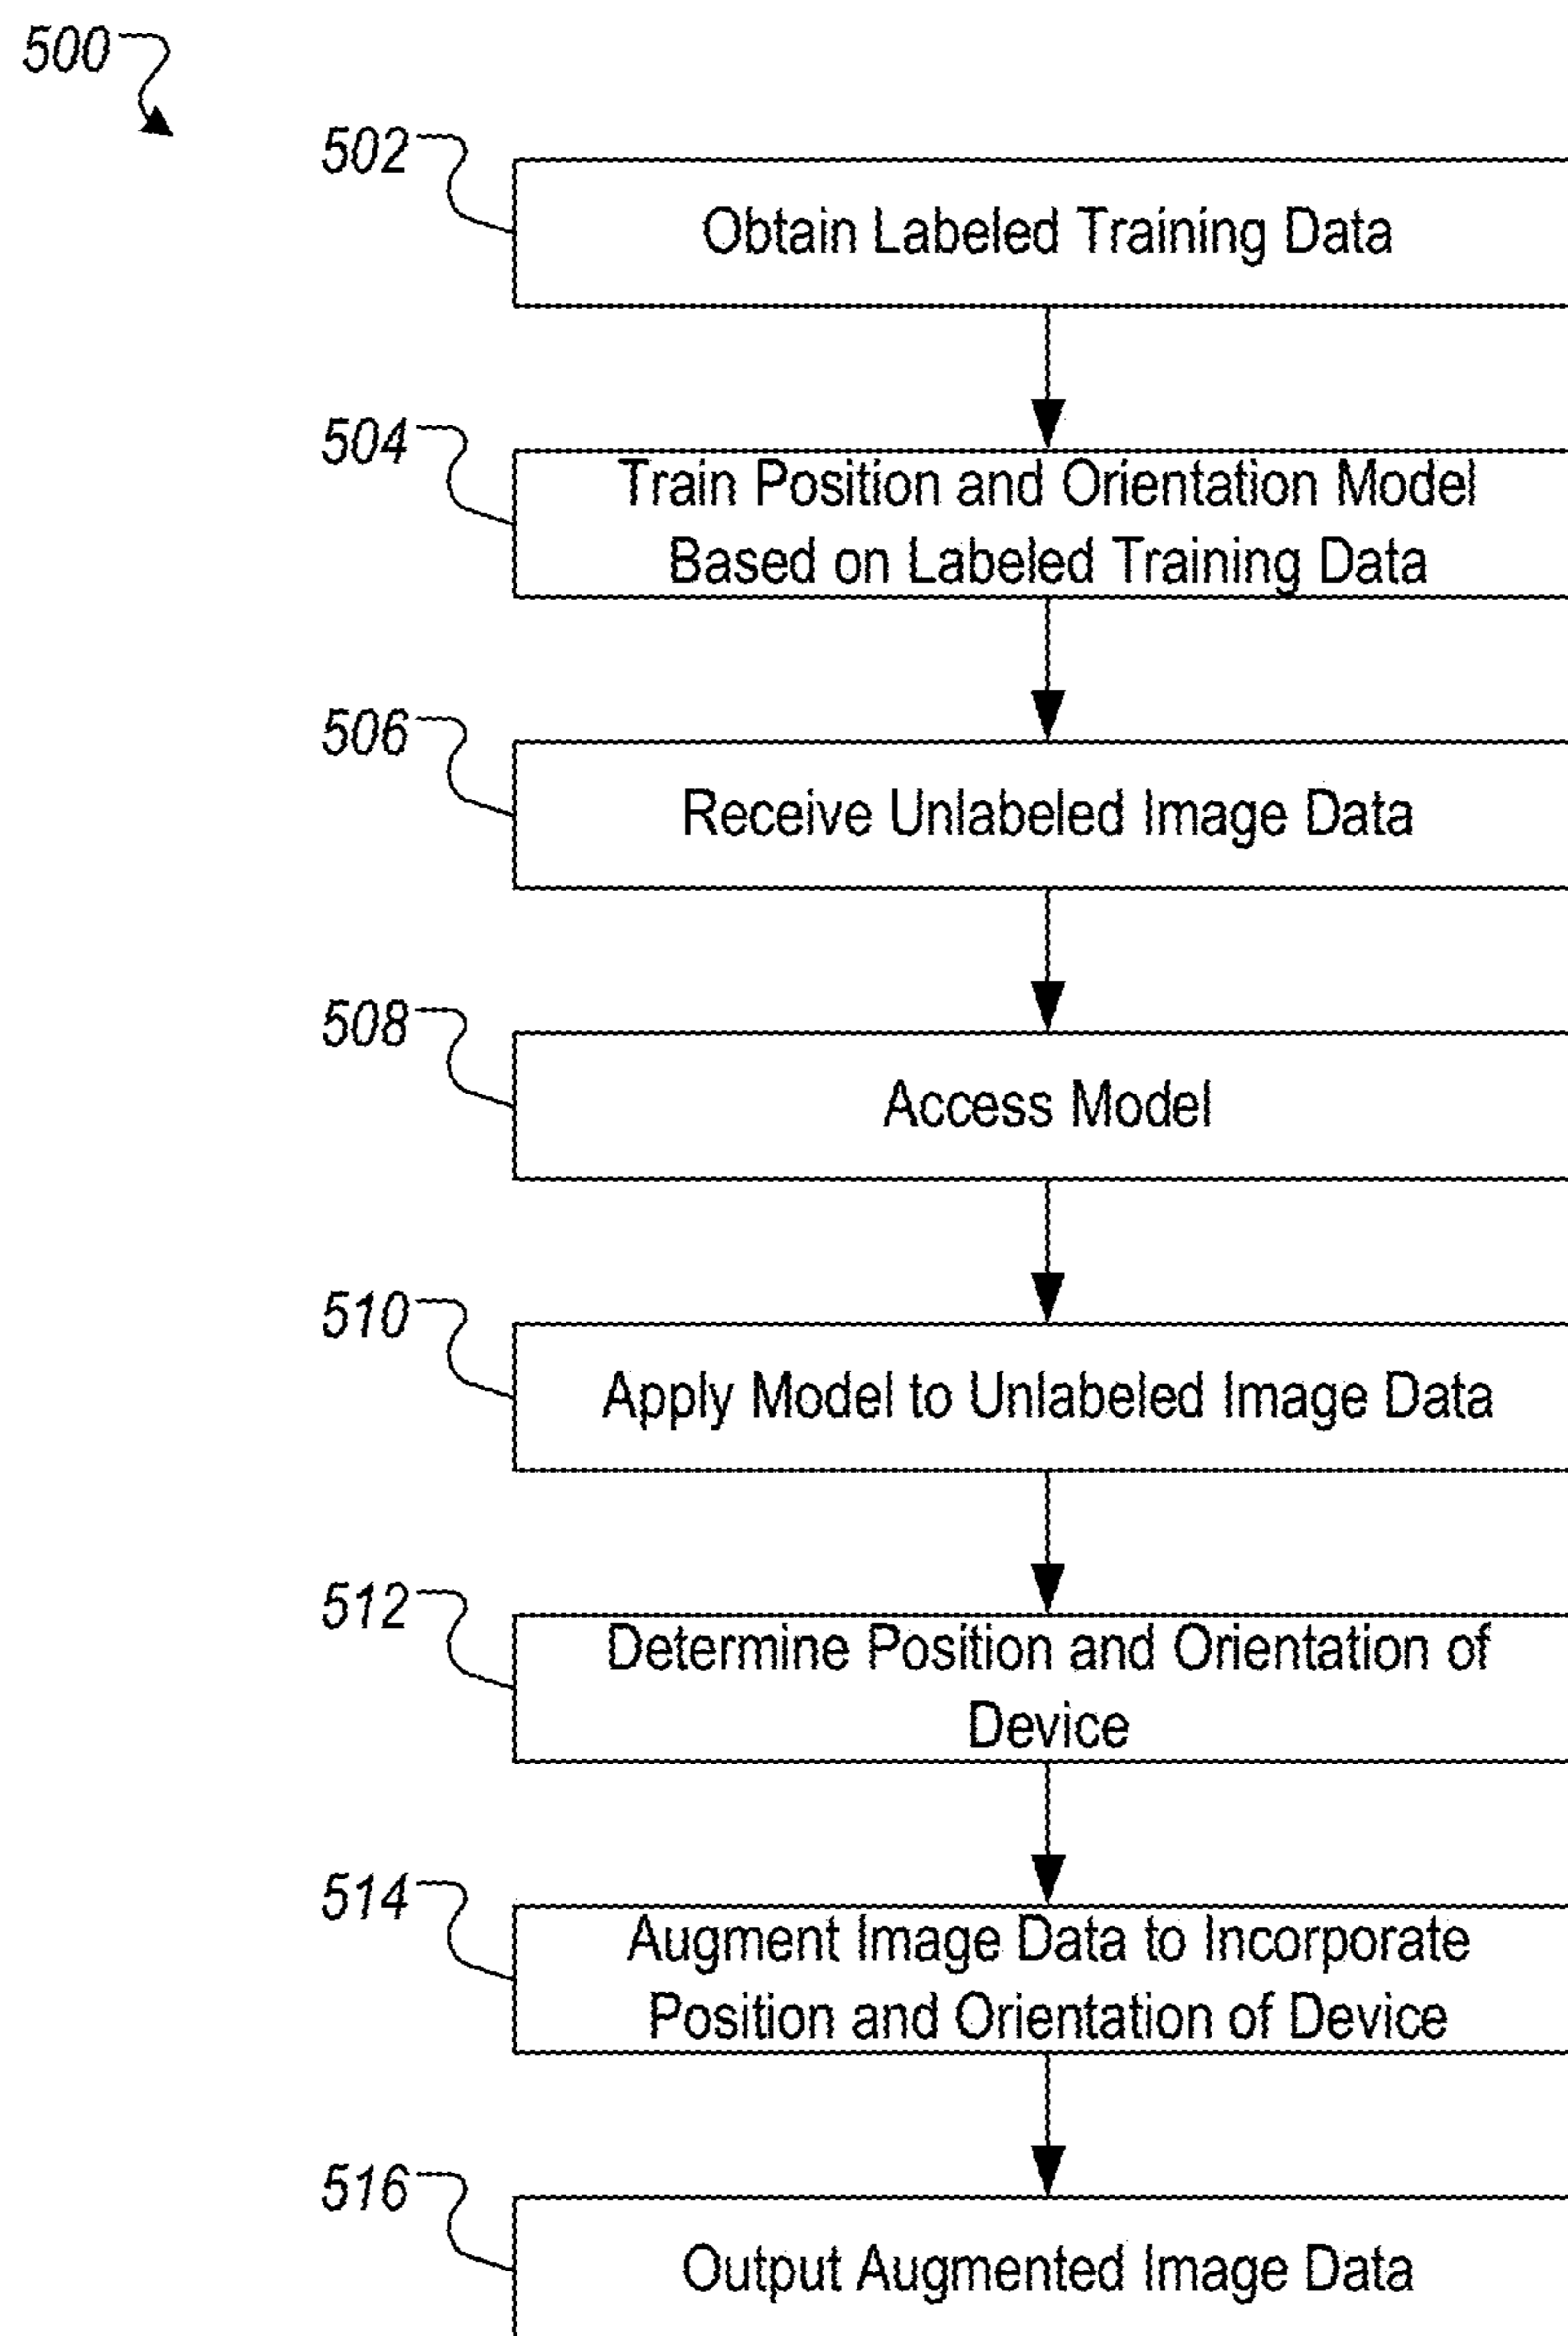 500
502
Obtain Labeled Training Data
504
Train Position and Orientation Model
Based on Labeled Training Data
506
Receive Unlabeled Image Data
508
Access Model
510
Apply Model to Unlabeled Image Data
512
Determine Position and Orientation of
Device
514
Augment Image Data to Incorporate
Position and Orientation of Device
516
Output Augmented Image Data